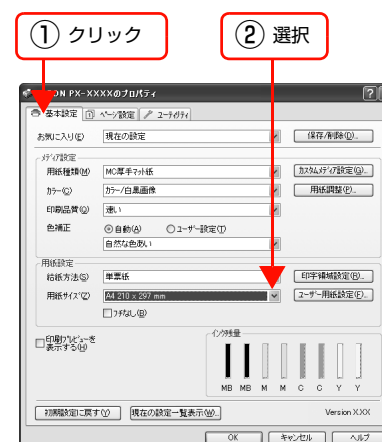 ① クリック
② 選択
ON PX-XXXXのプロパティ
基本設定 ページ設定 ユーティリティ
お気に入り(E) 現在の設定 保存/削除(D)...
メディア設定
用紙種類(M) MC厚手マット紙 カスタムメディア設定(G)...
カラー(C) カラー/自黒画像 用紙調整(P)...
印刷品質(Q) 速い
色補正 自動(A) ユーザー設定(T)
自然な色あい
用紙設定
給紙方法(S) 単票紙 印字領域設定(R)...
用紙サイズ(Z) A4 210 x 297 mm ユーザー用紙設定(F)...
フチなし(B)
印刷プレビューを
表示する(H)
インク残量
MB MB M M C C Y Y
初期設定に戻す(Y) 現在の設定一覧表示(W)... Version X.XX
OK キャンセル ヘルプ